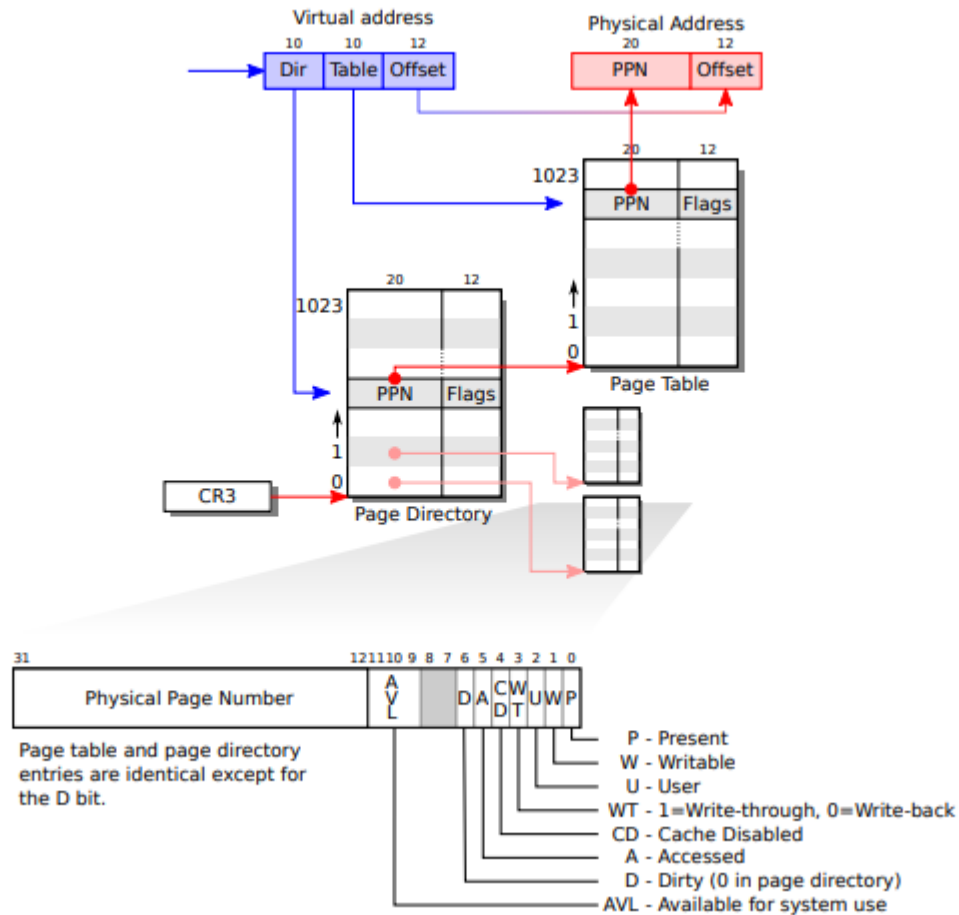 Virtual address
10 10 12
Dir Table Offset
Physical Address
20 12
PPN Offset
20 12
1023
PPN Flags
1
0
Page Table
20 12
1023
PPN Flags
1
0
CR3
Page Directory
31 12 11 10 9 8 7 6 5 4 3 2 1 0
Physical Page Number AVL D A CD WT U W P
Page table and page directory
entries are identical except for
the D bit.
P - Present
W - Writable
U - User
WT - 1=Write-through, 0=Write-back
CD - Cache Disabled
A - Accessed
D - Dirty (0 in page directory)
AVL - Available for system use